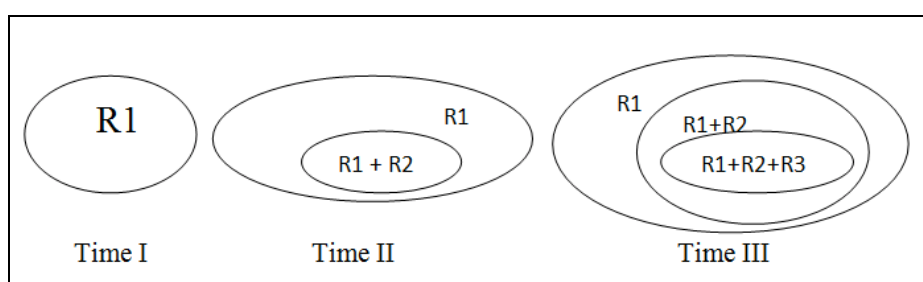 R1
R1
R1 + R2
R1
R1+R2
R1+R2+R3
Time I
Time II
Time III